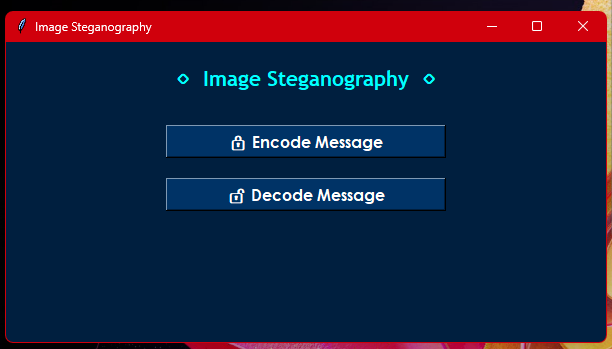 Image Steganography
Image Steganography
Encode Message
Decode Message